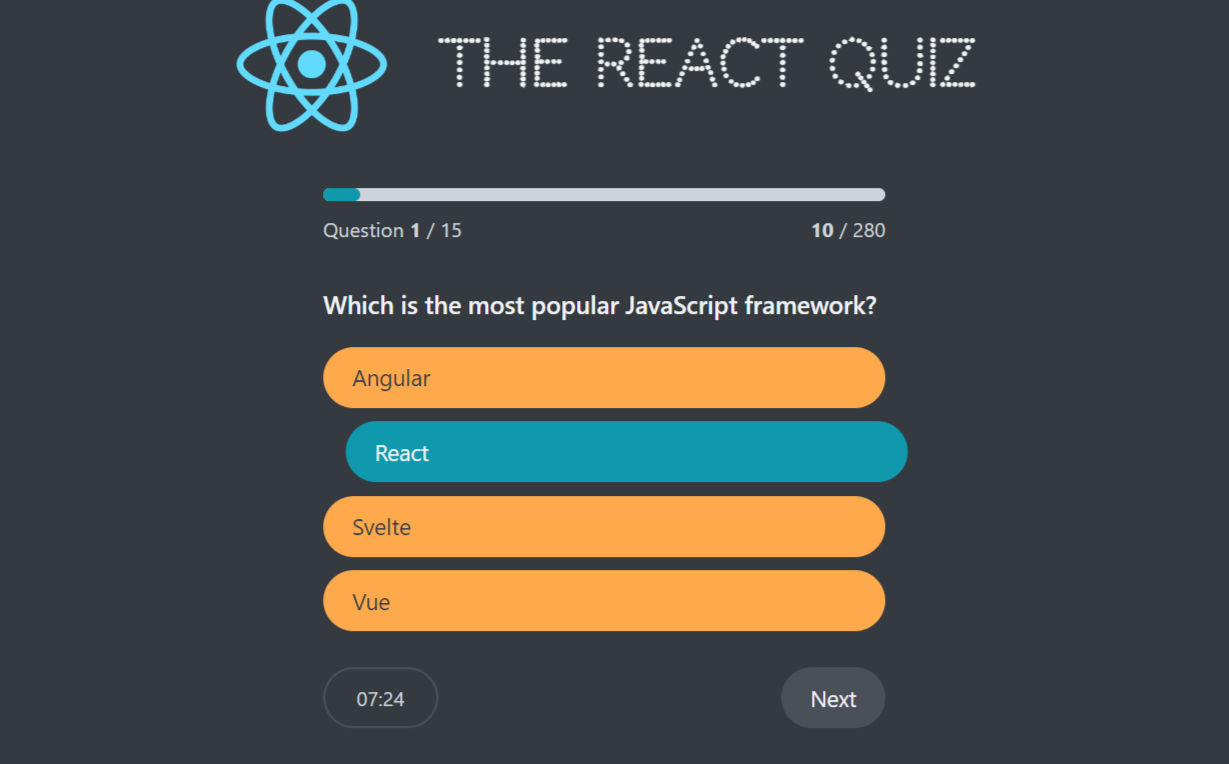 THE REACT QUIZ
Question 1 / 15
10 / 280
Which is the most popular JavaScript framework?
Angular
React
Svelte
Vue
07:24
Next